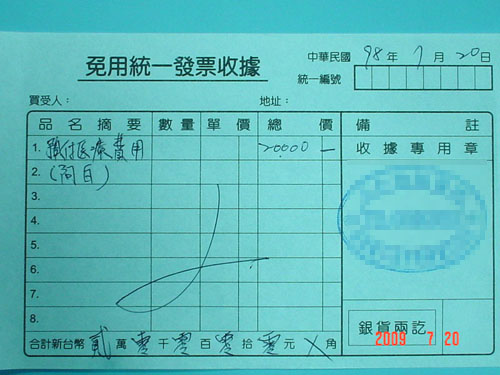 免用統一發票收據
中華民國 98 年 7 月 20 日
統一編號
買受人：
地址：
品名摘要 數量 單價 總價 備註
1. 預付医療費用 20000 — 收據專用章
2.
3.
4.
5.
6.
7.
8.
銀貨兩訖
2009 7 20
合計新台幣 貳 萬 零 千 零 百 零 拾 零 元 X 角